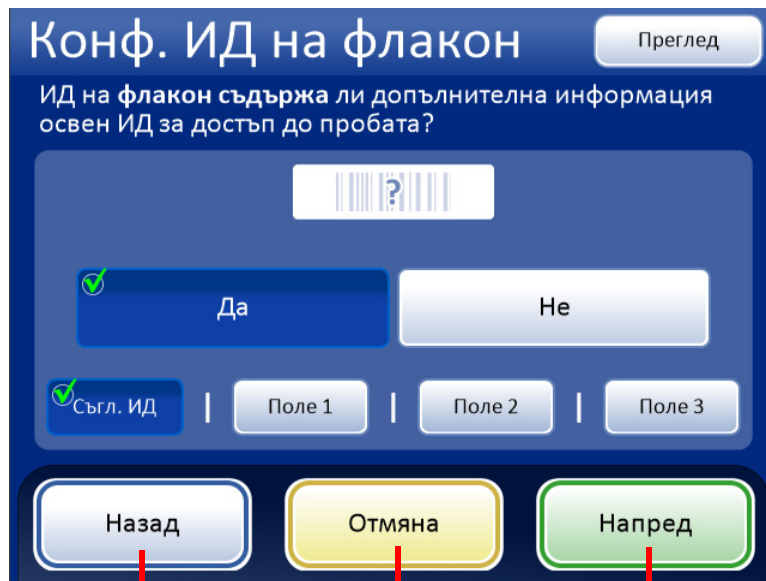 Конф. ИД на флакон
Преглед
ИД на флакон съдържа ли допълнителна информация
освен ИД за достъп до пробата?
?
Да
Не
Съгл. ИД | Поле 1 | Поле 2 | Поле 3
Назад
Отмяна
Напред